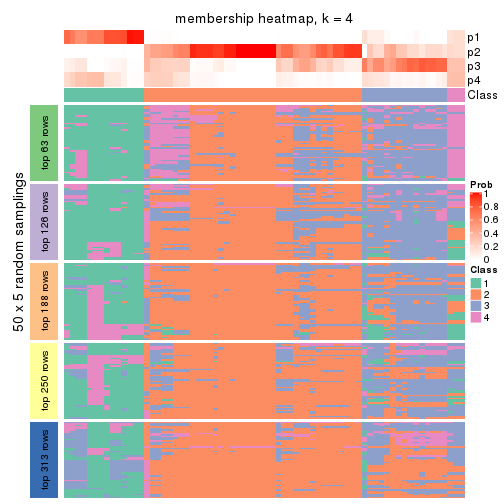 membership heatmap, k = 4
p1
p2
p3
p4
Class
50 x 5 random samplings
top 63 rows
top 126 rows
top 188 rows
top 250 rows
top 313 rows
Prob
1
0.8
0.6
0.4
0.2
0
Class
1
2
3
4